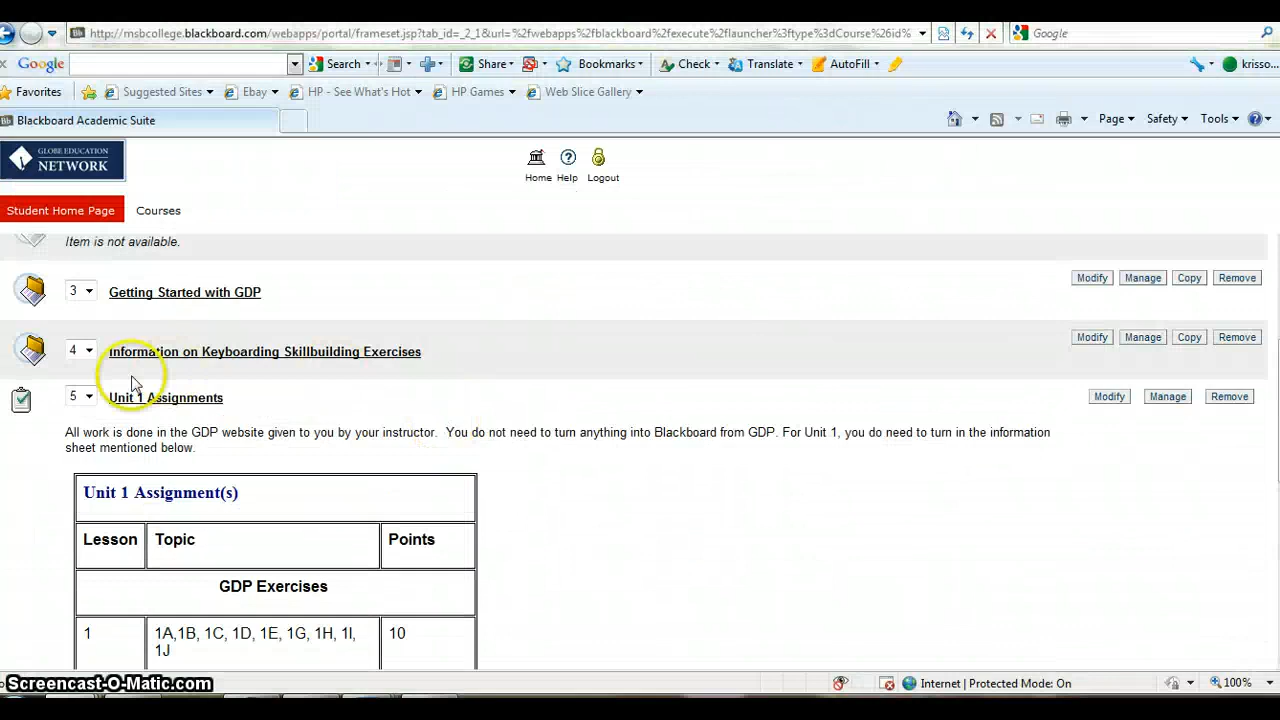 http://msbcollege.blackboard.com/webapps/portal/frameset.jsp?tab_id=_2_1&url=%2fwebapps%2fblackboard%2fexecute%2flauncher%3ftype%3dCourse%26id%
Google
Google Search Share Bookmarks Check Translate AutoFill krisso...
Favorites Suggested Sites Ebay HP - See What's Hot HP Games Web Slice Gallery
Blackboard Academic Suite
Page Safety Tools
GLOBE EDUCATION
NETWORK
Home Help Logout
Student Home Page Courses
Item is not available.
3 Getting Started with GDP Modify Manage Copy Remove
4 Information on Keyboarding Skillbuilding Exercises Modify Manage Copy Remove
5 Unit 1 Assignments Modify Manage Remove
All work is done in the GDP website given to you by your instructor. You do not need to turn anything into Blackboard from GDP. For Unit 1, you do need to turn in the information
sheet mentioned below.
Unit 1 Assignment(s)
Lesson Topic Points
GDP Exercises
1 1A,1B, 1C, 1D, 1E, 1G, 1H, 1I, 10
1J
Screencast-O-Matic.com
Internet | Protected Mode: On 100%